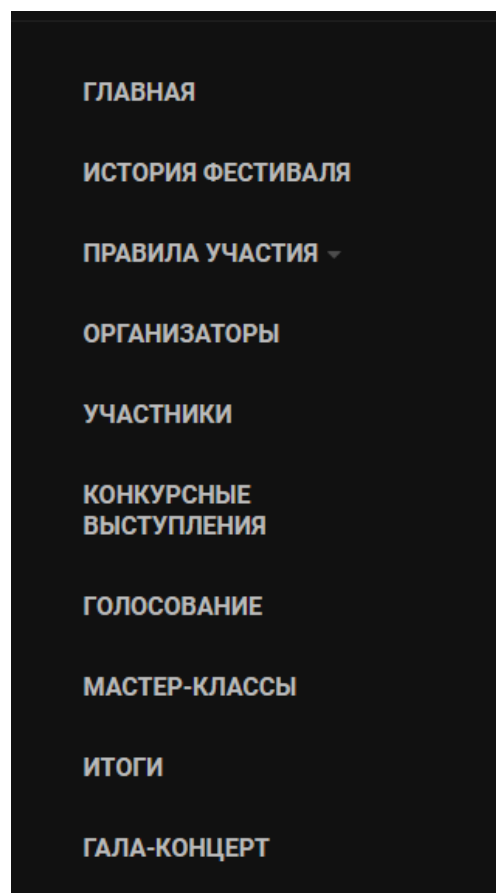 ГЛАВНАЯ
ИСТОРИЯ ФЕСТИВАЛЯ
ПРАВИЛА УЧАСТИЯ
ОРГАНИЗАТОРЫ
УЧАСТНИКИ
КОНКУРСНЫЕ
ВЫСТУПЛЕНИЯ
ГОЛОСОВАНИЕ
МАСТЕР-КЛАССЫ
ИТОГИ
ГАЛА-КОНЦЕРТ